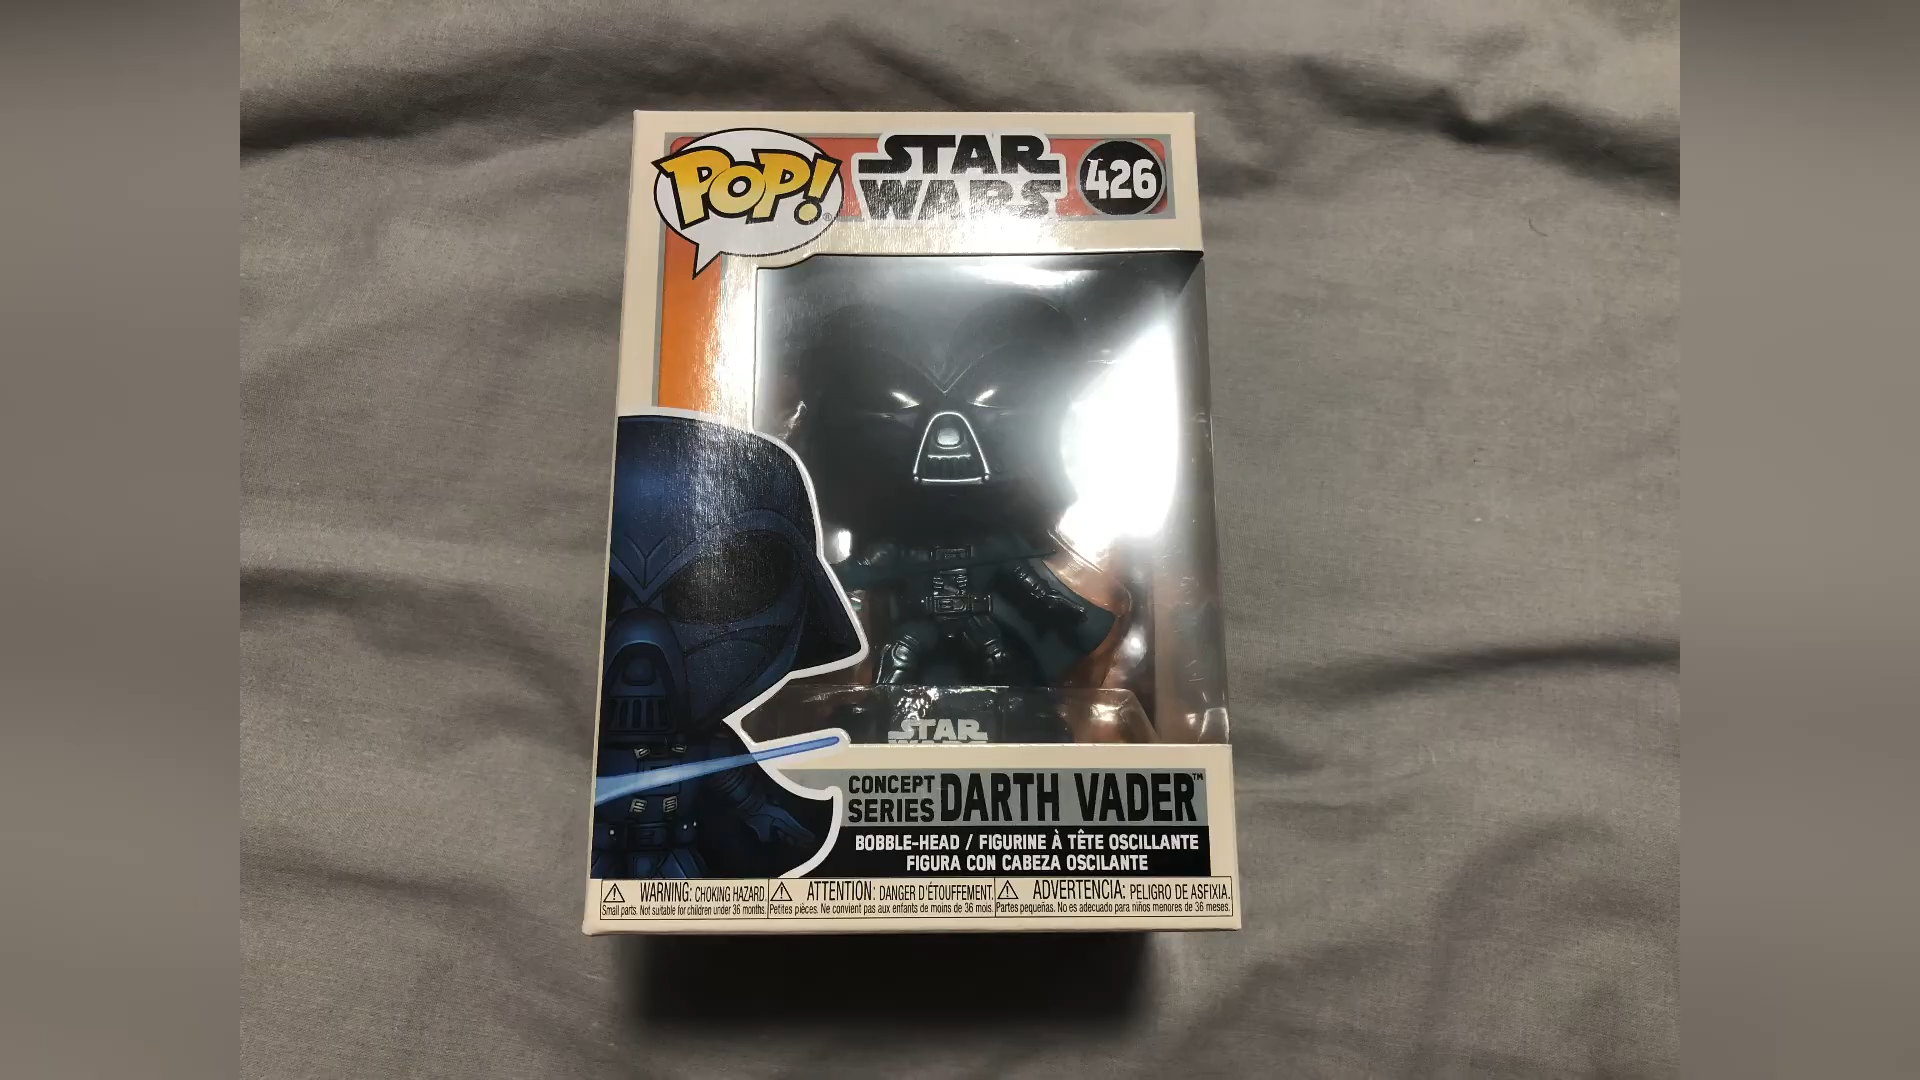 POP!
STAR
WARS
426
STAR
WARS
CONCEPT
SERIES
DARTH VADER™
BOBBLE-HEAD / FIGURINE À TÊTE OSCILLANTE
FIGURA CON CABEZA OSCILANTE
WARNING: CHOKING HAZARD.
Small parts. Not suitable for children under 36 months.
ATTENTION: DANGER D'ÉTOUFFEMENT.
Petites pièces. Ne convient pas aux enfants de moins de 36 mois.
ADVERTENCIA: PELIGRO DE ASFIXIA.
Partes pequeñas. No es adecuado para niños menores de 36 meses.